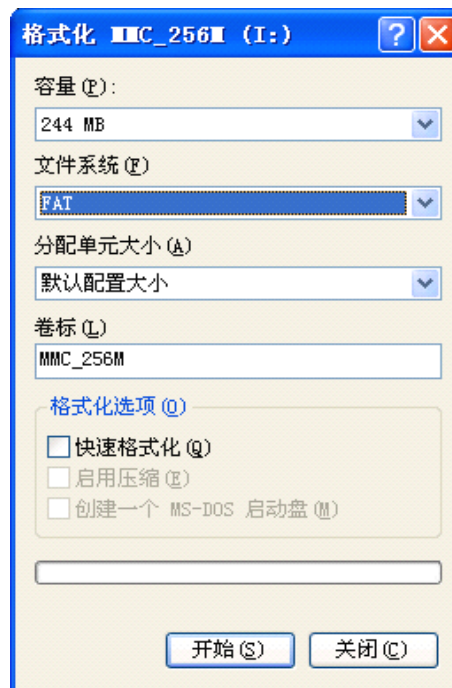 格式化 MMC_256M (I:)
容量(P):
244 MB
文件系统(F)
FAT
分配单元大小(A)
默认配置大小
卷标(L)
MMC_256M
格式化选项(O)
快速格式化(Q)
启用压缩(E)
创建一个 MS-DOS 启动盘(M)
开始(S) 关闭(C)